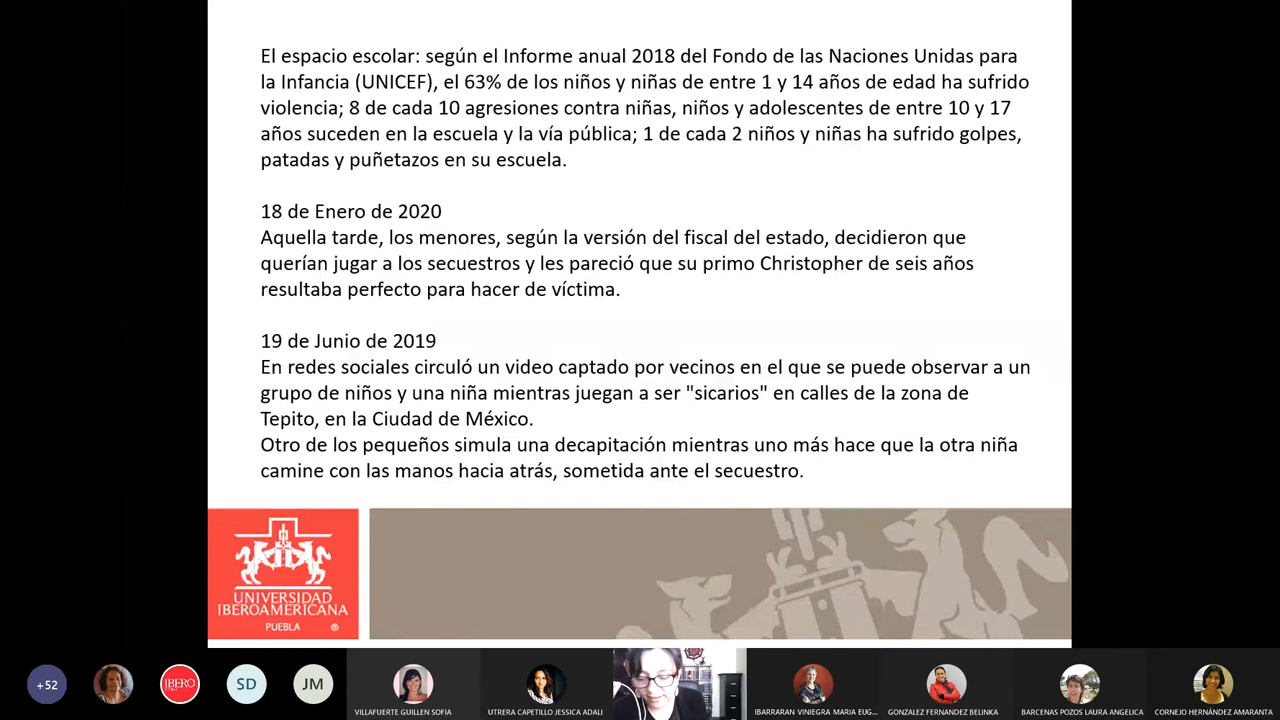 El espacio escolar: según el Informe anual 2018 del Fondo de las Naciones Unidas para
la Infancia (UNICEF), el 63% de los niños y niñas de entre 1 y 14 años de edad ha sufrido
violencia; 8 de cada 10 agresiones contra niñas, niños y adolescentes de entre 10 y 17
años suceden en la escuela y la vía pública; 1 de cada 2 niños y niñas ha sufrido golpes,
patadas y puñetazos en su escuela.
18 de Enero de 2020
Aquella tarde, los menores, según la versión del fiscal del estado, decidieron que
querían jugar a los secuestros y les pareció que su primo Christopher de seis años
resultaba perfecto para hacer de víctima.
19 de Junio de 2019
En redes sociales circuló un video captado por vecinos en el que se puede observar a un
grupo de niños y una niña mientras juegan a ser "sicarios" en calles de la zona de
Tepito, en la Ciudad de México.
Otro de los pequeños simula una decapitación mientras uno más hace que la otra niña
camine con las manos hacia atrás, sometida ante el secuestro.
UNIVERSIDAD
IBEROAMERICANA
PUEBLA ®
+52
IBERO
SD
JM
VILLAFUERTE GUILLEN SOFIA
UTRERA CAPETILLO JESSICA ADALI
IBARRARAN VINIEGRA MARIA EUG...
GONZALEZ FERNANDEZ BELINKA
BARCENAS POZOS LAURA ANGELICA
CORNEJO HERNÁNDEZ AMARANTA